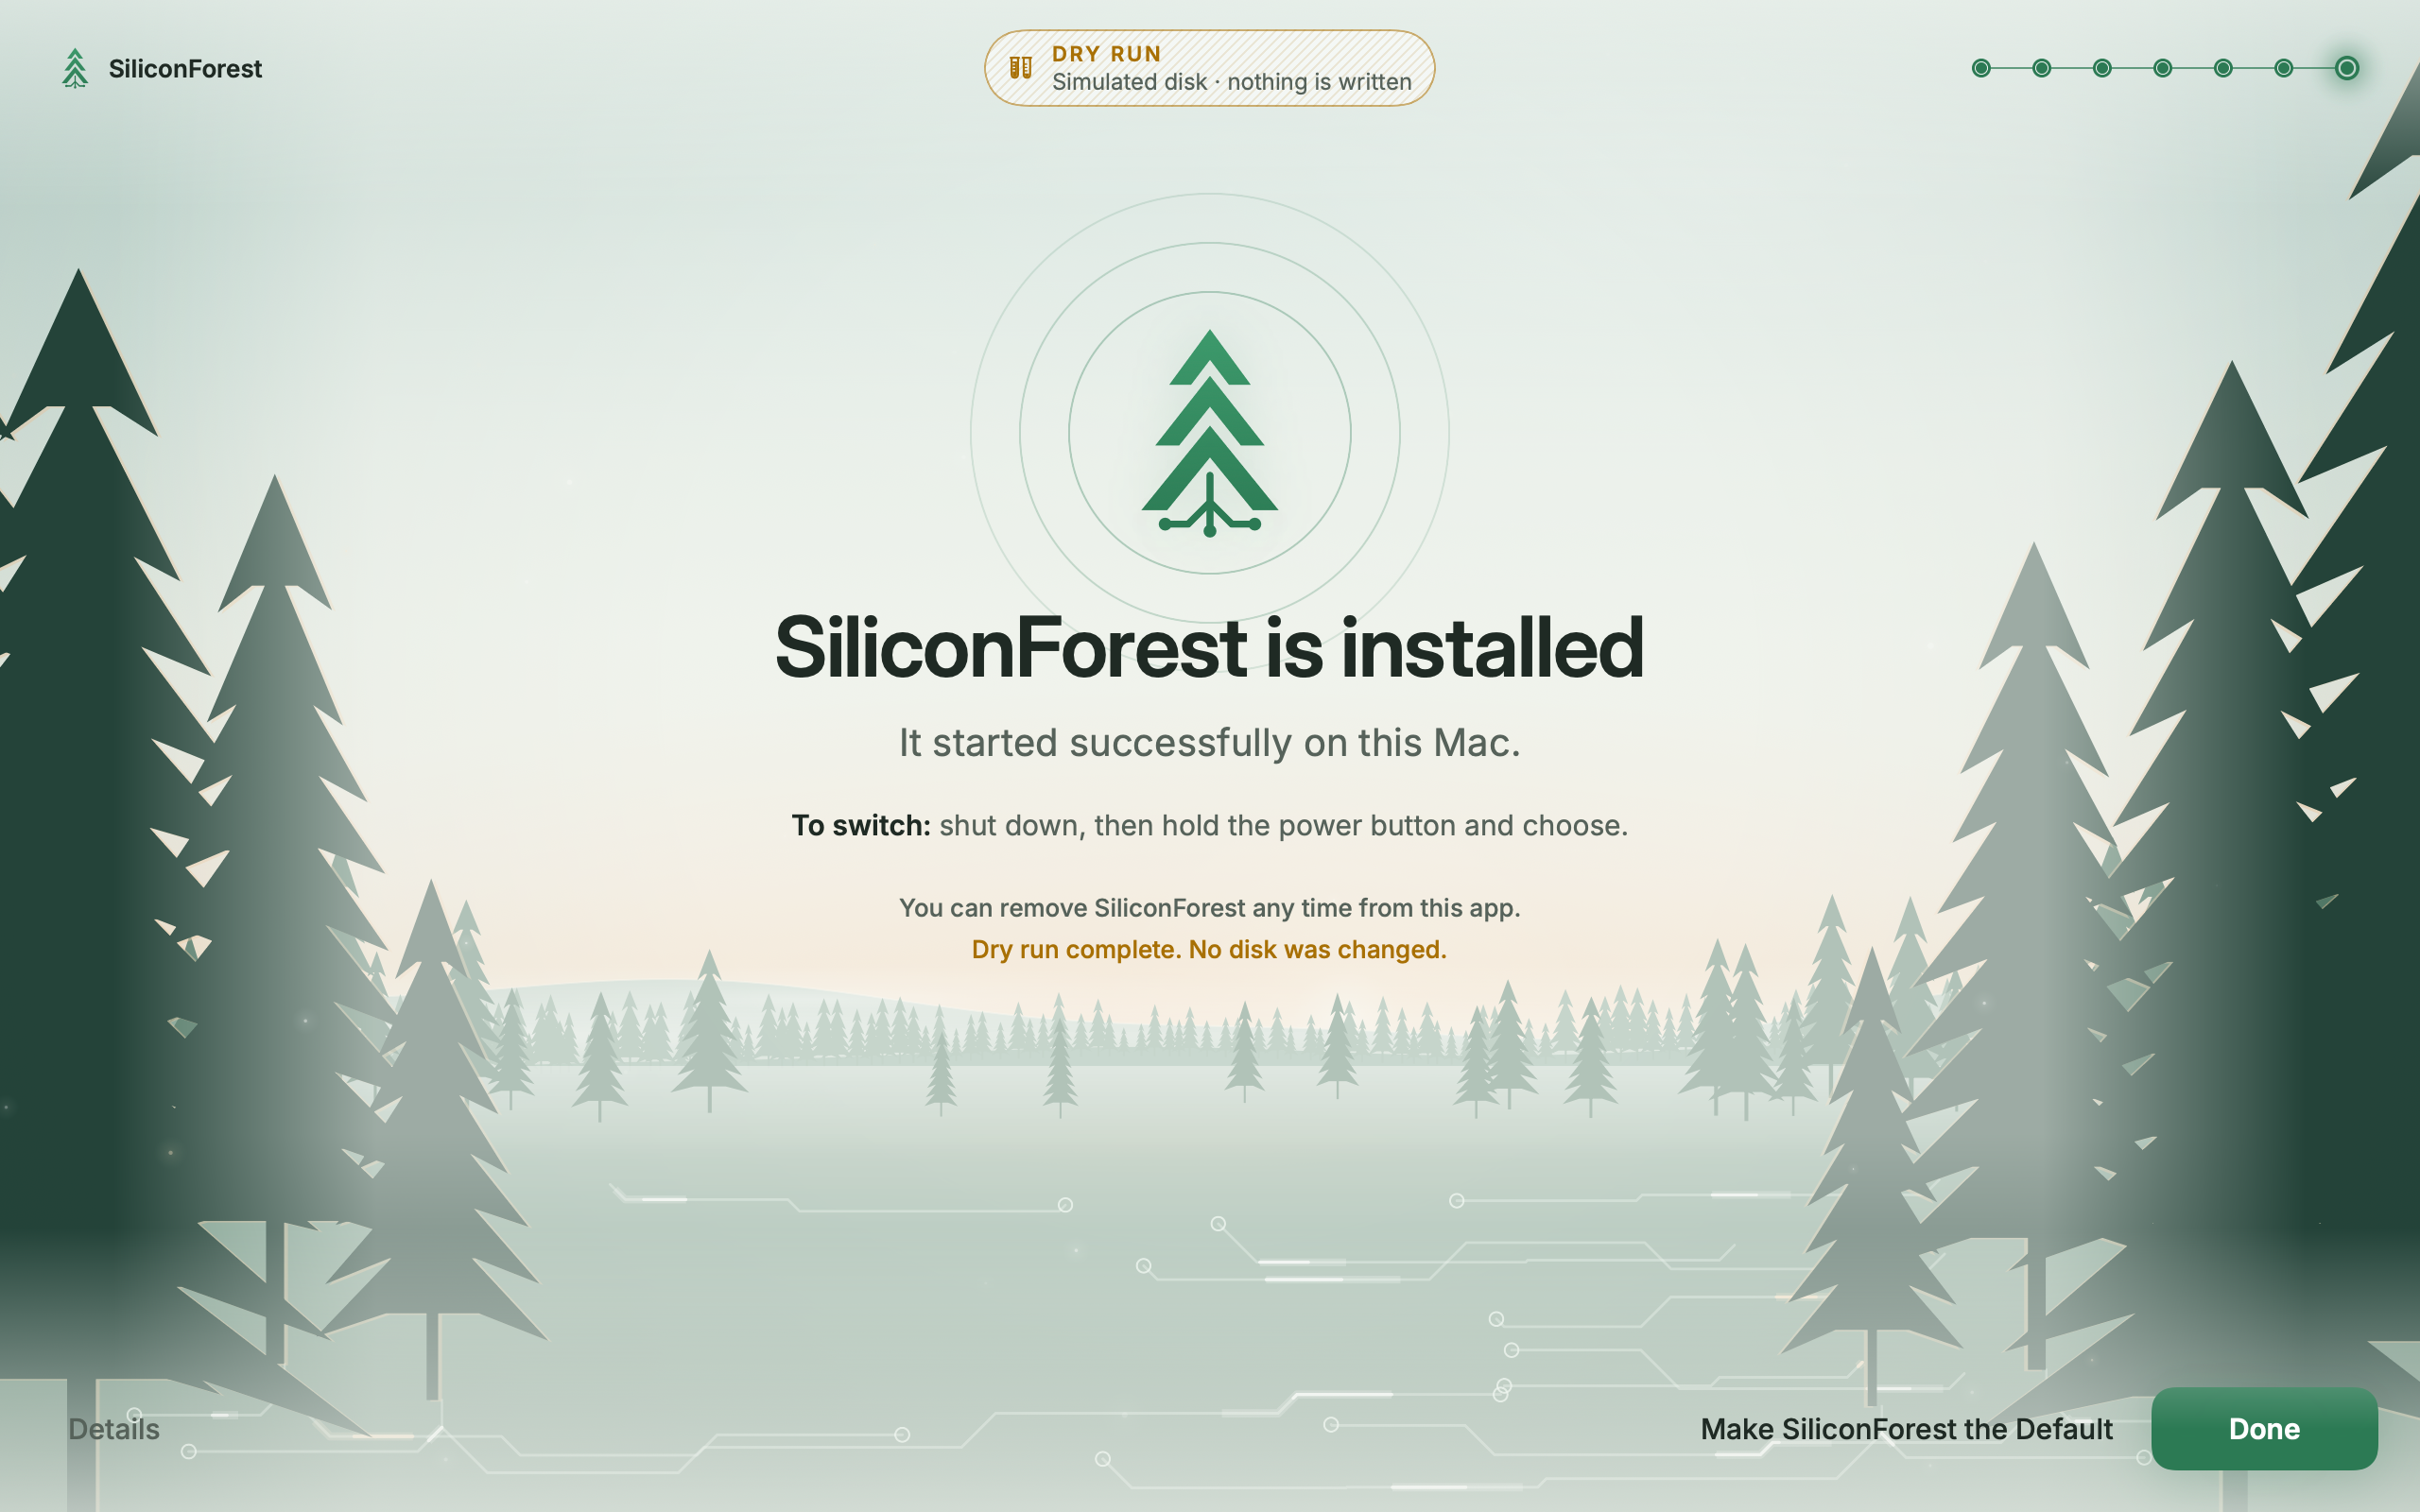 SiliconForest
DRY RUN
Simulated disk · nothing is written
SiliconForest is installed
It started successfully on this Mac.
To switch: shut down, then hold the power button and choose.
You can remove SiliconForest any time from this app.
Dry run complete. No disk was changed.
Details
Make SiliconForest the Default
Done